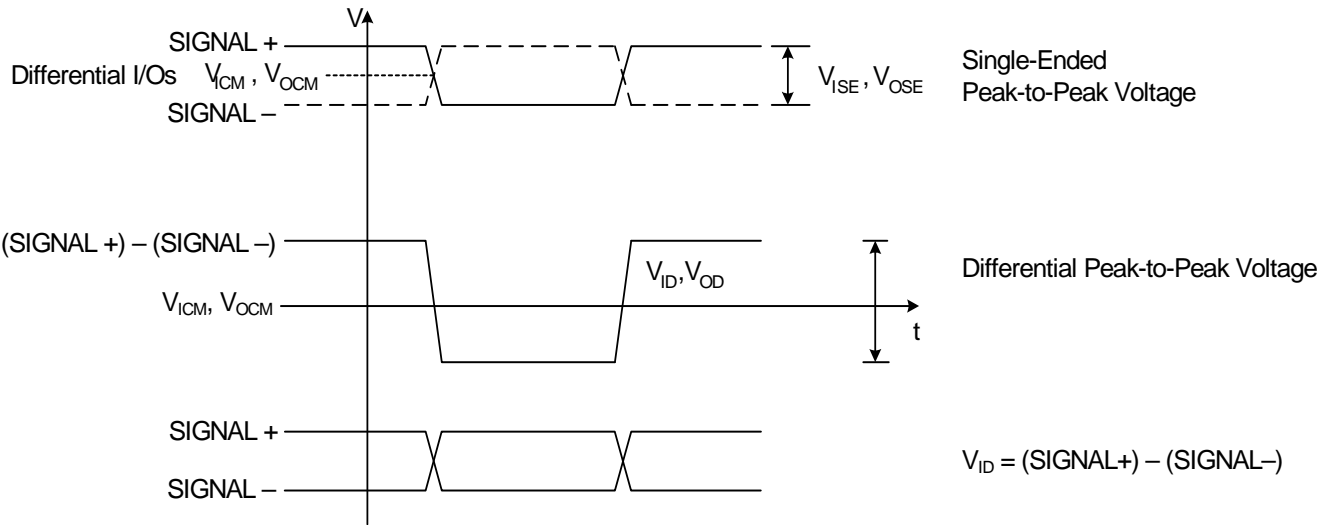 V
SIGNAL +
Differential I/Os V_ICM , V_OCM
SIGNAL –
V_ISE , V_OSE
Single-Ended
Peak-to-Peak Voltage
(SIGNAL +) – (SIGNAL –)
V_ID, V_OD
Differential Peak-to-Peak Voltage
V_ICM, V_OCM
t
SIGNAL +
SIGNAL –
V_ID = (SIGNAL+) – (SIGNAL–)